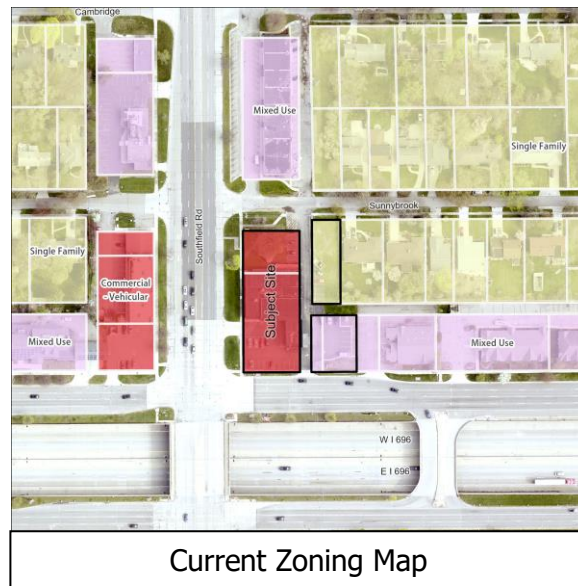 Cambridge
Mixed Use
Single Family
Sunnybrook
Southfield Rd
Single Family
Commercial
- Vehicular
Subject Site
Mixed Use
Mixed Use
W I 696
E I 696
Current Zoning Map